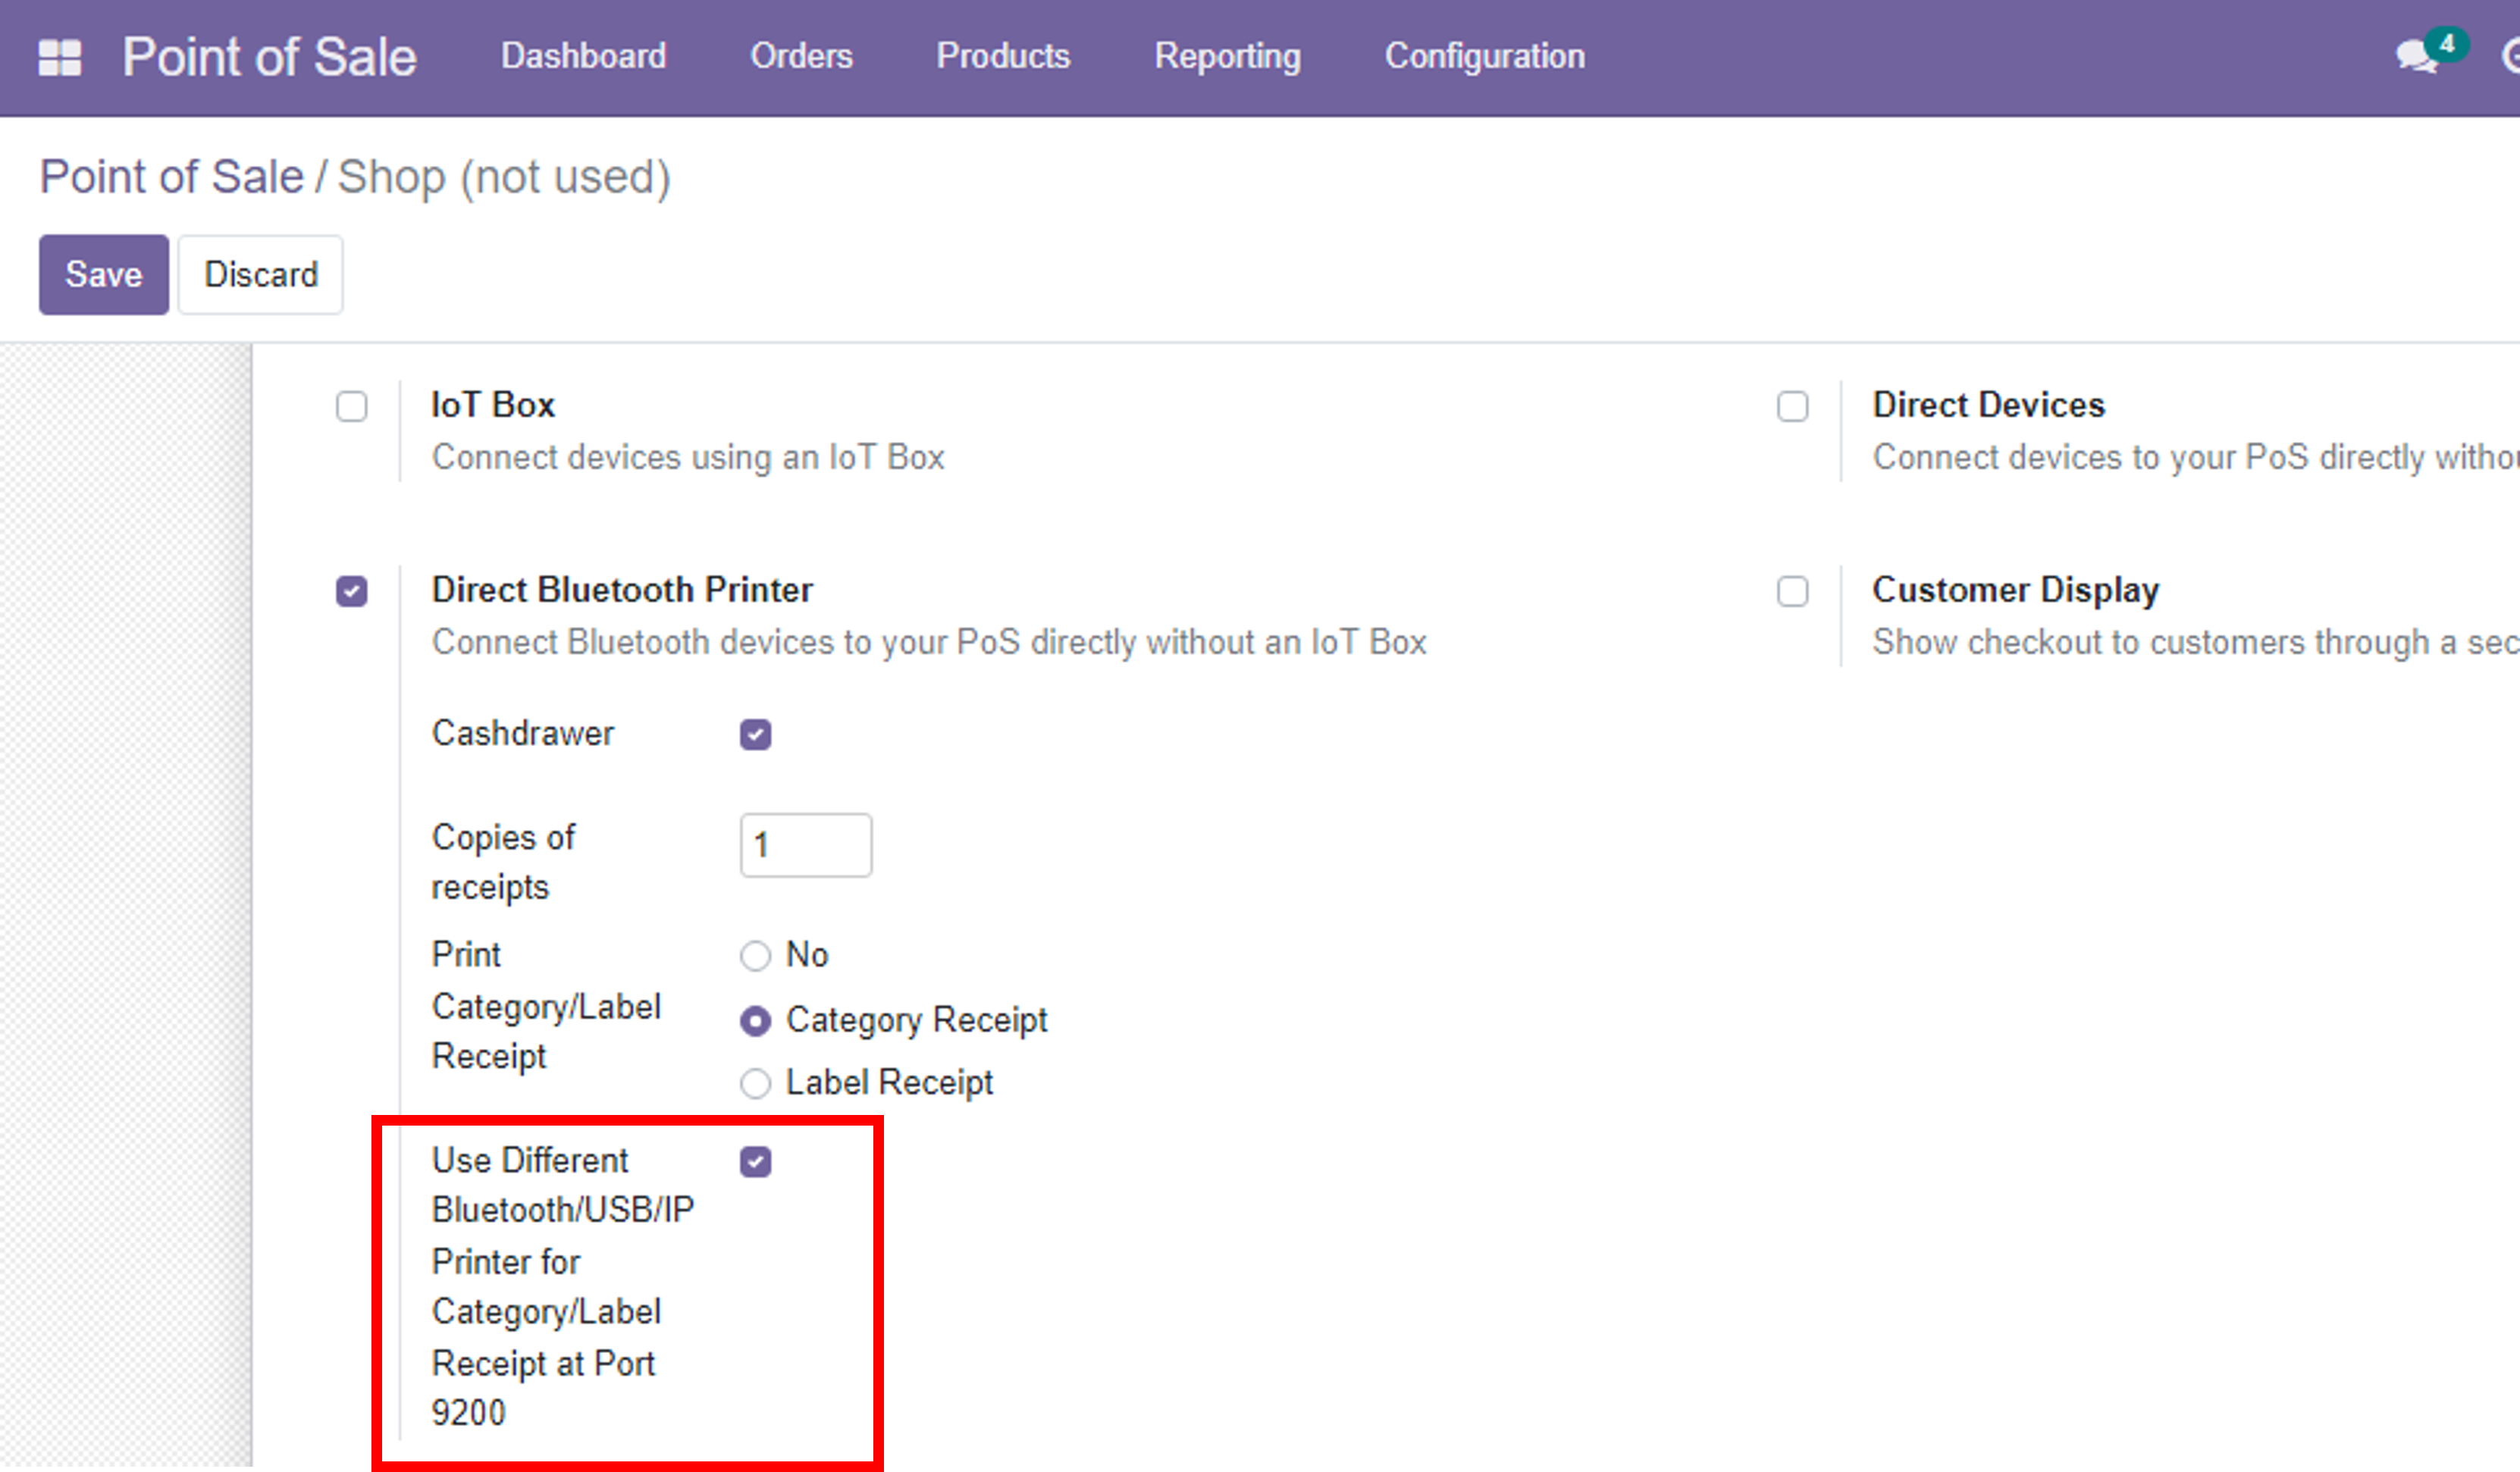 Point of Sale Dashboard Orders Products Reporting Configuration 4
Point of Sale / Shop (not used)
Save Discard
IoT Box
Connect devices using an IoT Box
Direct Devices
Connect devices to your PoS directly
Direct Bluetooth Printer
Connect Bluetooth devices to your PoS directly without an IoT Box
Customer Display
Show checkout to customers through a
Cashdrawer
Copies of
receipts
1
Print
Category/Label
Receipt
No
Category Receipt
Label Receipt
Use Different
Bluetooth/USB/IP
Printer for
Category/Label
Receipt at Port
9200